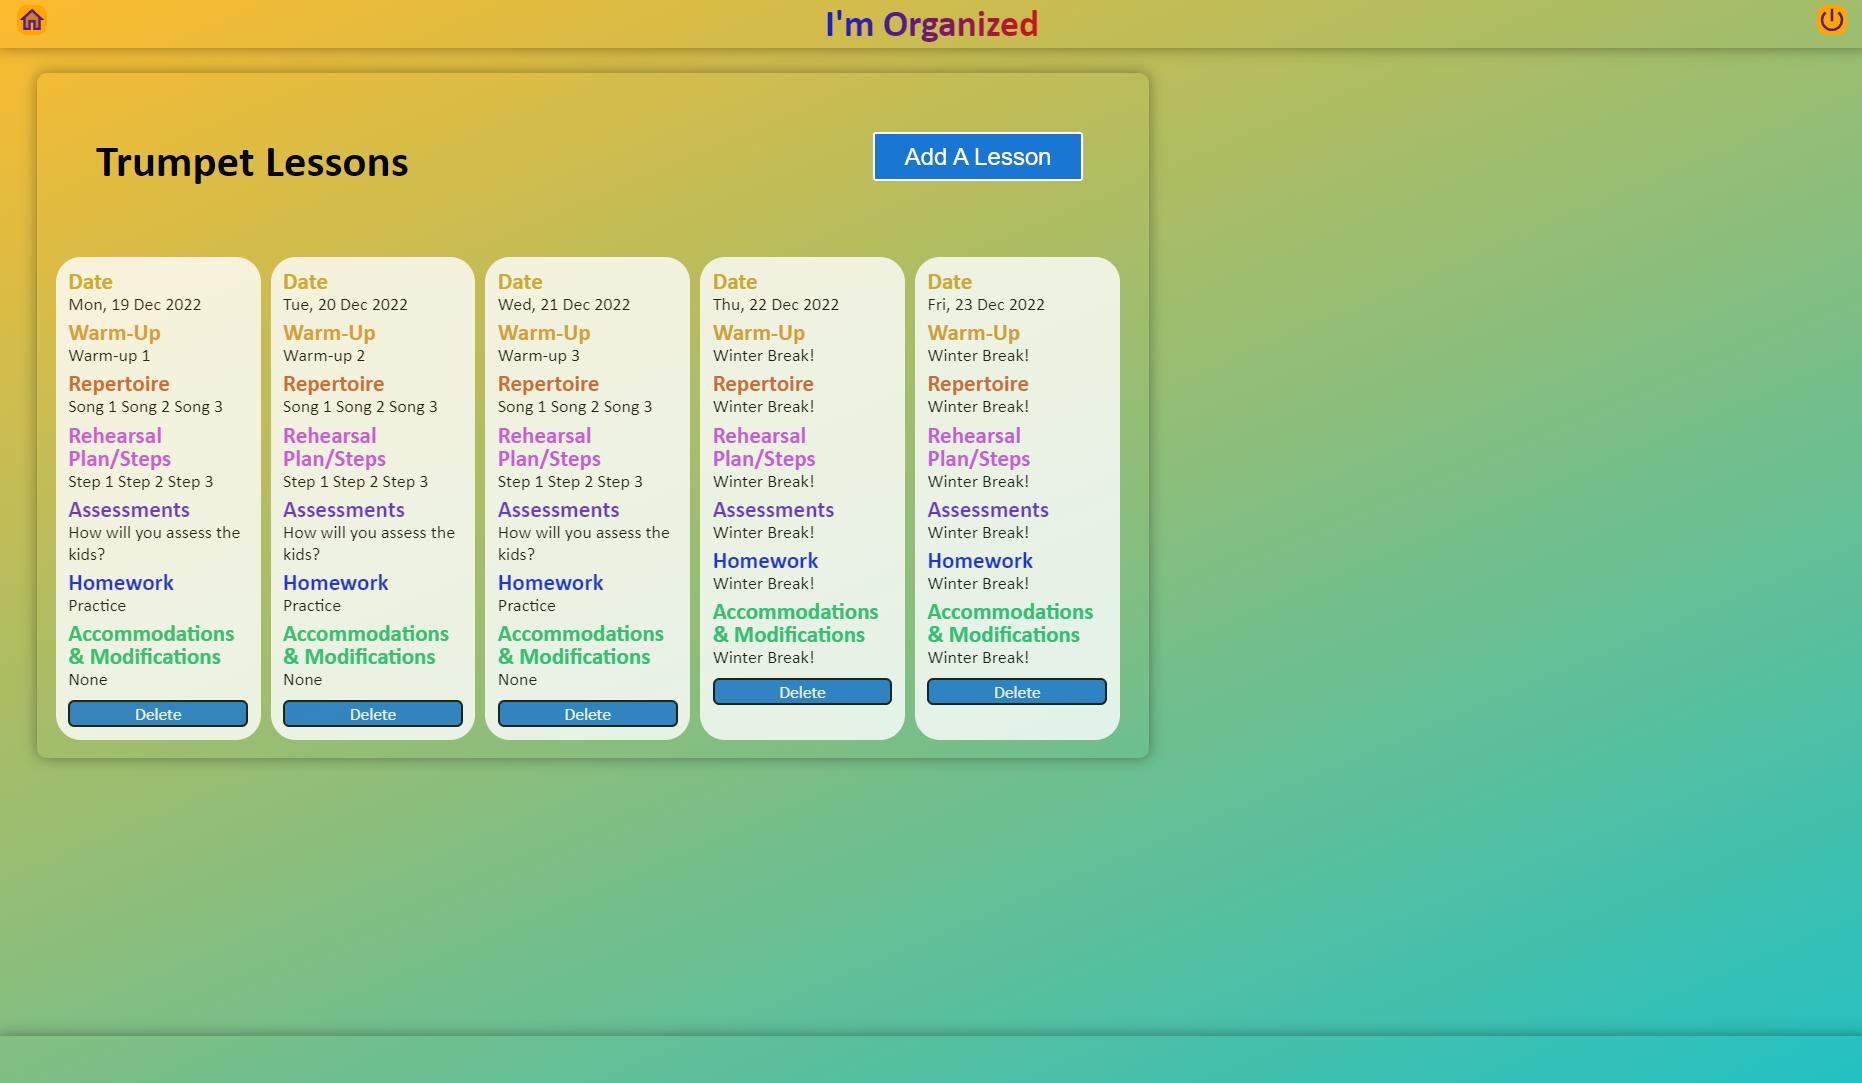 I'm Organized
Trumpet Lessons
Add A Lesson
Date
Mon, 19 Dec 2022
Warm-Up
Warm-up 1
Repertoire
Song 1 Song 2 Song 3
Rehearsal
Plan/Steps
Step 1 Step 2 Step 3
Assessments
How will you assess the
kids?
Homework
Practice
Accommodations
& Modifications
None
Delete
Date
Tue, 20 Dec 2022
Warm-Up
Warm-up 2
Repertoire
Song 1 Song 2 Song 3
Rehearsal
Plan/Steps
Step 1 Step 2 Step 3
Assessments
How will you assess the
kids?
Homework
Practice
Accommodations
& Modifications
None
Delete
Date
Wed, 21 Dec 2022
Warm-Up
Warm-up 3
Repertoire
Song 1 Song 2 Song 3
Rehearsal
Plan/Steps
Step 1 Step 2 Step 3
Assessments
How will you assess the
kids?
Homework
Practice
Accommodations
& Modifications
None
Delete
Date
Thu, 22 Dec 2022
Warm-Up
Winter Break!
Repertoire
Winter Break!
Rehearsal
Plan/Steps
Winter Break!
Assessments
Winter Break!
Homework
Winter Break!
Accommodations
& Modifications
Winter Break!
Delete
Date
Fri, 23 Dec 2022
Warm-Up
Winter Break!
Repertoire
Winter Break!
Rehearsal
Plan/Steps
Winter Break!
Assessments
Winter Break!
Homework
Winter Break!
Accommodations
& Modifications
Winter Break!
Delete